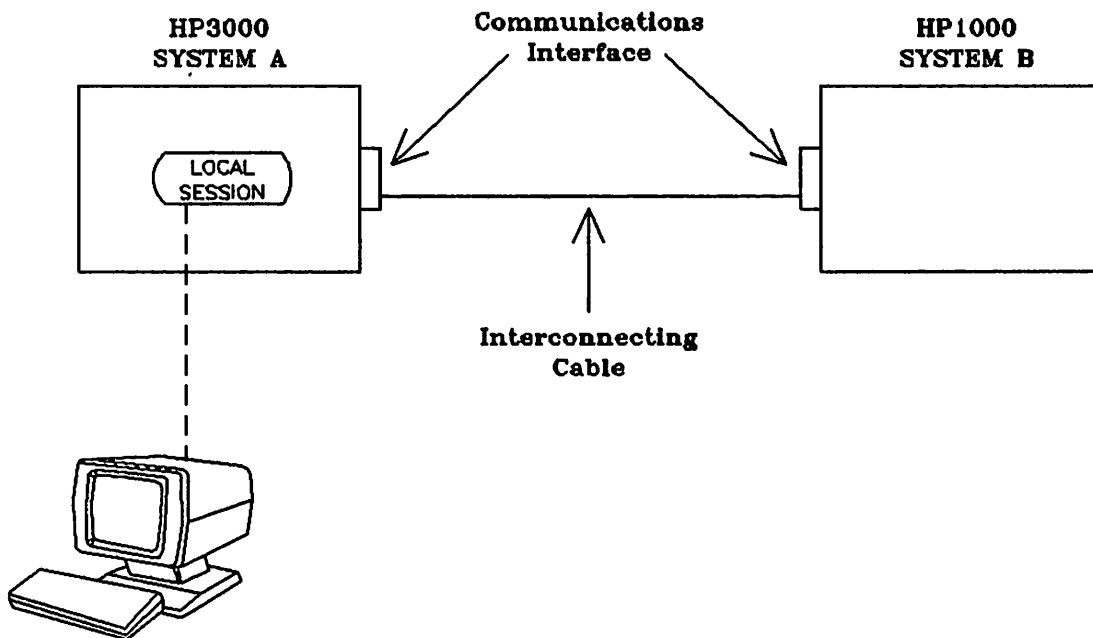 HP3000
SYSTEM A
Communications
Interface
HP1000
SYSTEM B
LOCAL
SESSION
Interconnecting
Cable